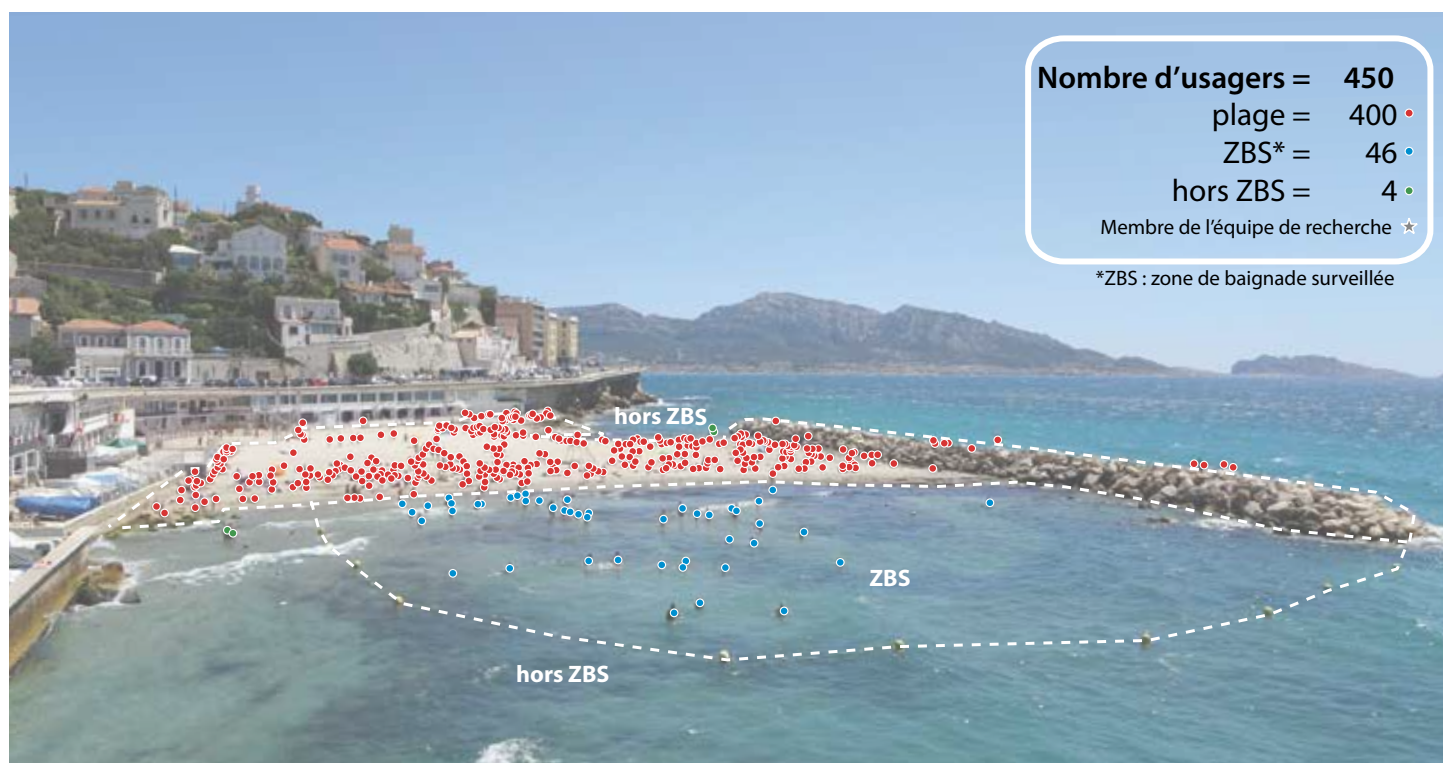 Nombre d'usagers = 450
plage = 400
ZBS* = 46
hors ZBS = 4
Membre de l'équipe de recherche
*ZBS : zone de baignade surveillée
hors ZBS
ZBS
hors ZBS